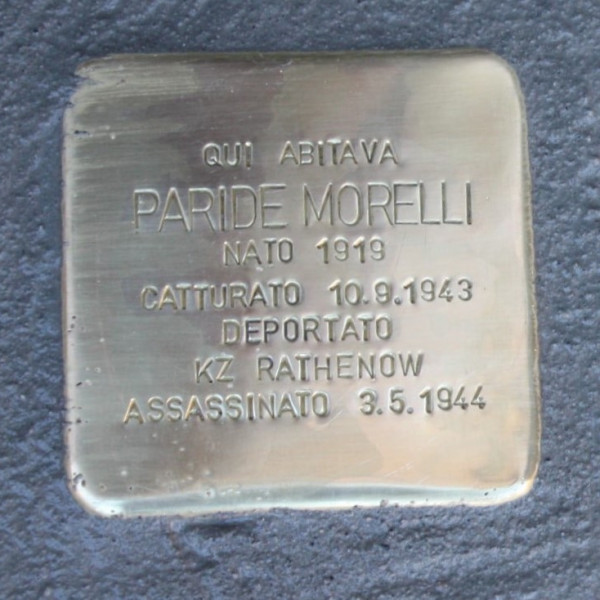 QUI ABITAVA
PARIDE MORELLI
NATO 1919
CATTURATO 10.9.1943
DEPORTATO
KZ RATHENOW
ASSASSINATO 3.5.1944